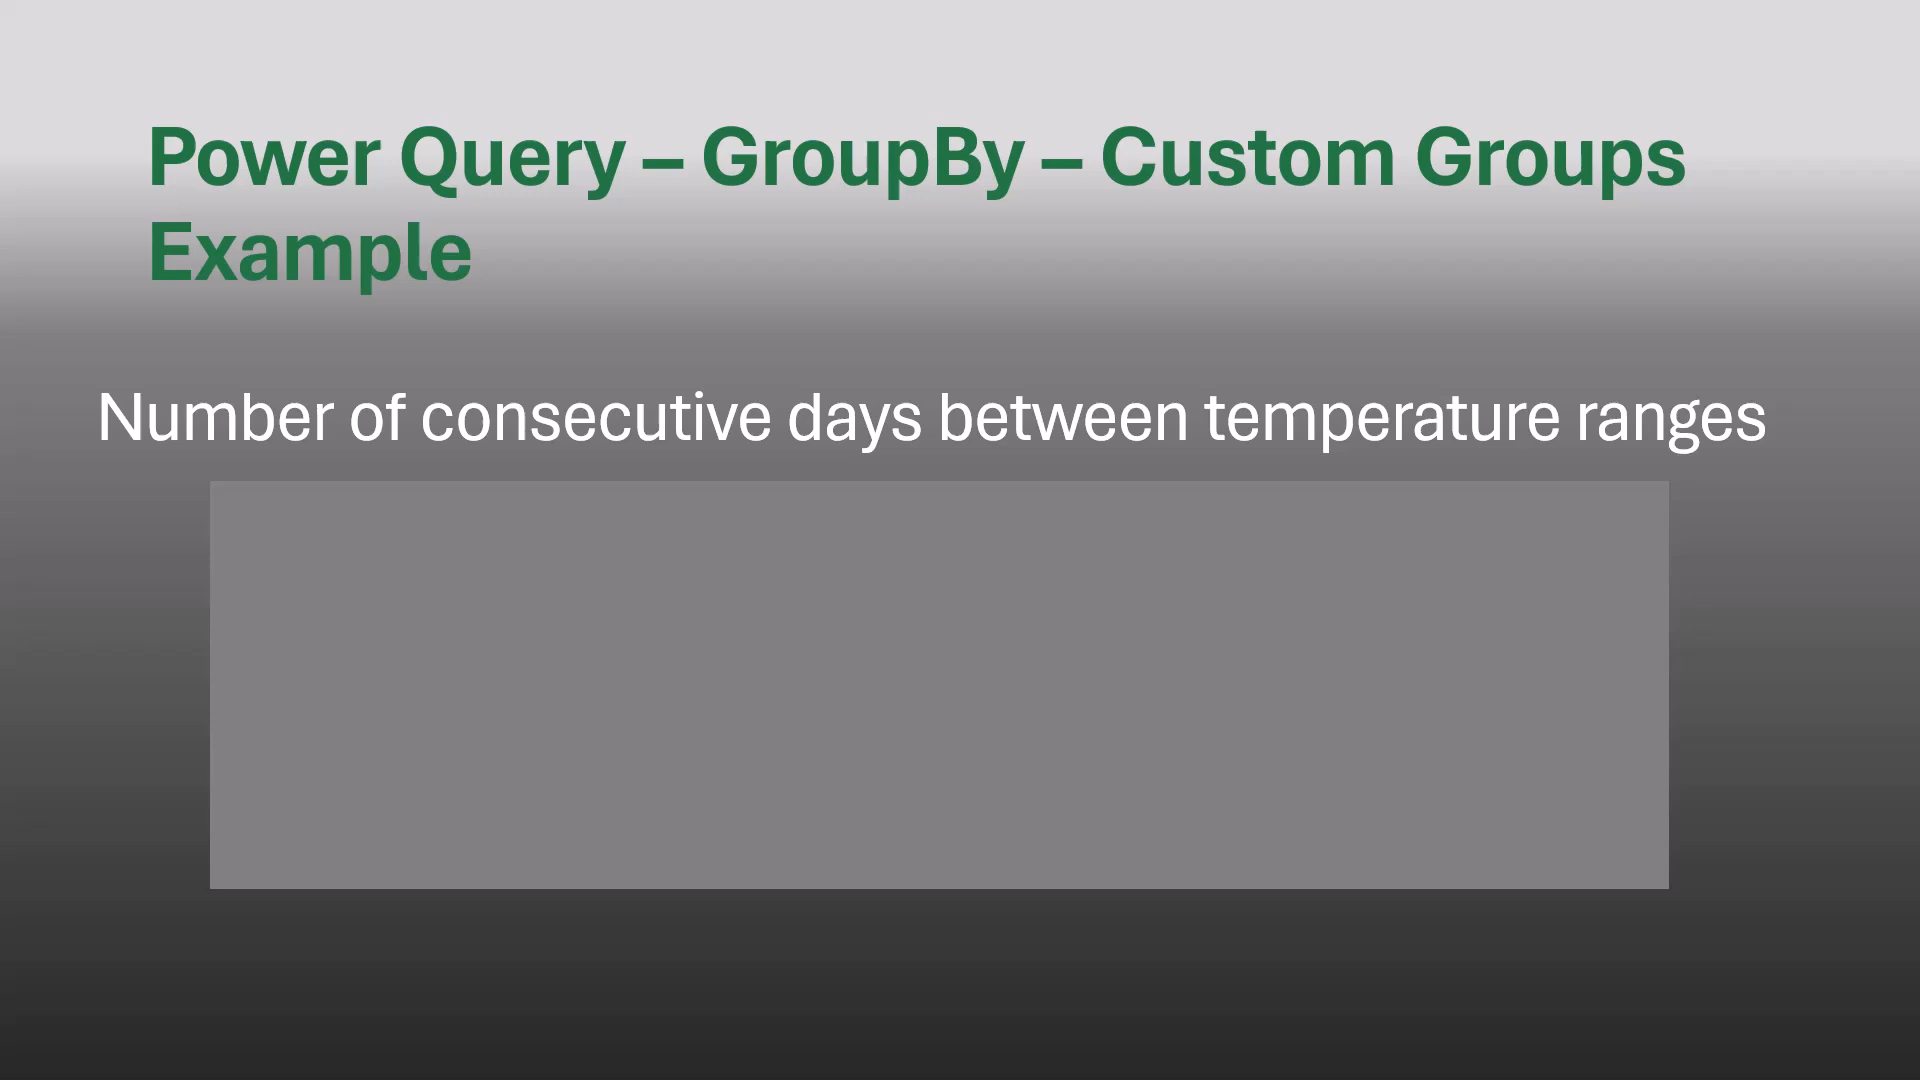 Power Query – GroupBy – Custom Groups
Example
Number of consecutive days between temperature ranges